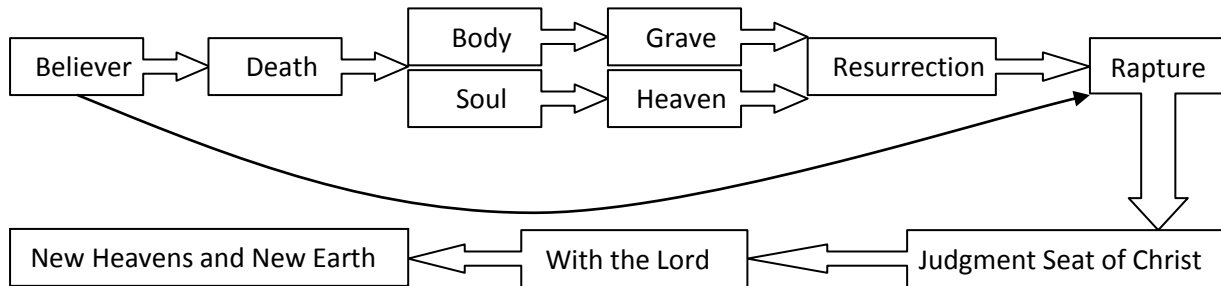 Believer
Death
Body
Grave
Soul
Heaven
Resurrection
Rapture
Judgment Seat of Christ
With the Lord
New Heavens and New Earth